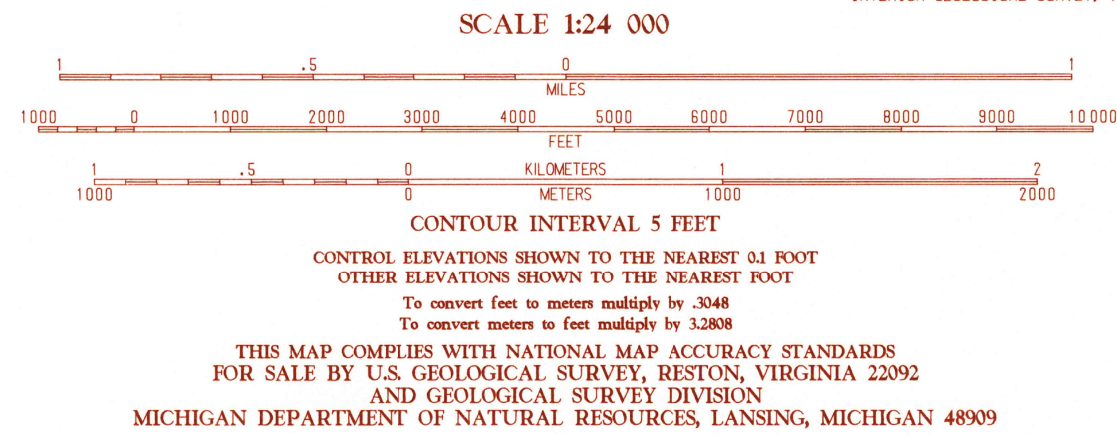 SCALE 1:24 000
1 .5 0 1
MILES
1000 0 1000 2000 3000 4000 5000 6000 7000 8000 9000 10 000
FEET
1 .5 0 KILOMETERS 1 2
1000 0 METERS 1000 2000
CONTOUR INTERVAL 5 FEET
CONTROL ELEVATIONS SHOWN TO THE NEAREST 0.1 FOOT
OTHER ELEVATIONS SHOWN TO THE NEAREST FOOT
To convert feet to meters multiply by .3048
To convert meters to feet multiply by 3.2808
THIS MAP COMPLIES WITH NATIONAL MAP ACCURACY STANDARDS
FOR SALE BY U.S. GEOLOGICAL SURVEY, RESTON, VIRGINIA 22092
AND GEOLOGICAL SURVEY DIVISION
MICHIGAN DEPARTMENT OF NATURAL RESOURCES, LANSING, MICHIGAN 48909